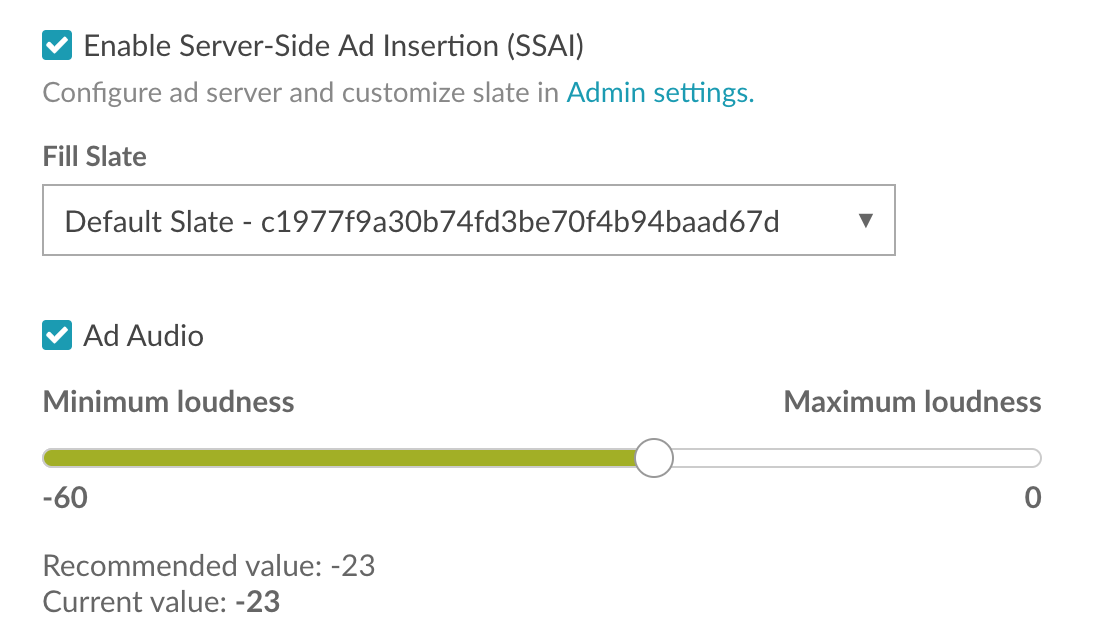 Enable Server-Side Ad Insertion (SSAI)
Configure ad server and customize slate in Admin settings.
Fill Slate
Default Slate - c1977f9a30b74fd3be70f4b94baad67d
Ad Audio
Minimum loudness Maximum loudness
-60 0
Recommended value: -23
Current value: -23